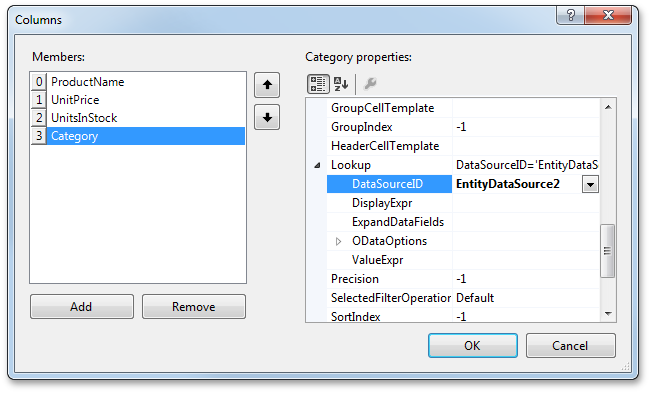 Columns
Members:
0 ProductName
1 UnitPrice
2 UnitsInStock
3 Category
Add Remove
Category properties:
GroupCellTemplate
GroupIndex -1
HeaderCellTemplate
Lookup DataSourceID='EntityDataS
DataSourceID EntityDataSource2
DisplayExpr
ExpandDataFields
ODataOptions
ValueExpr
Precision -1
SelectedFilterOperation Default
SortIndex -1
OK Cancel